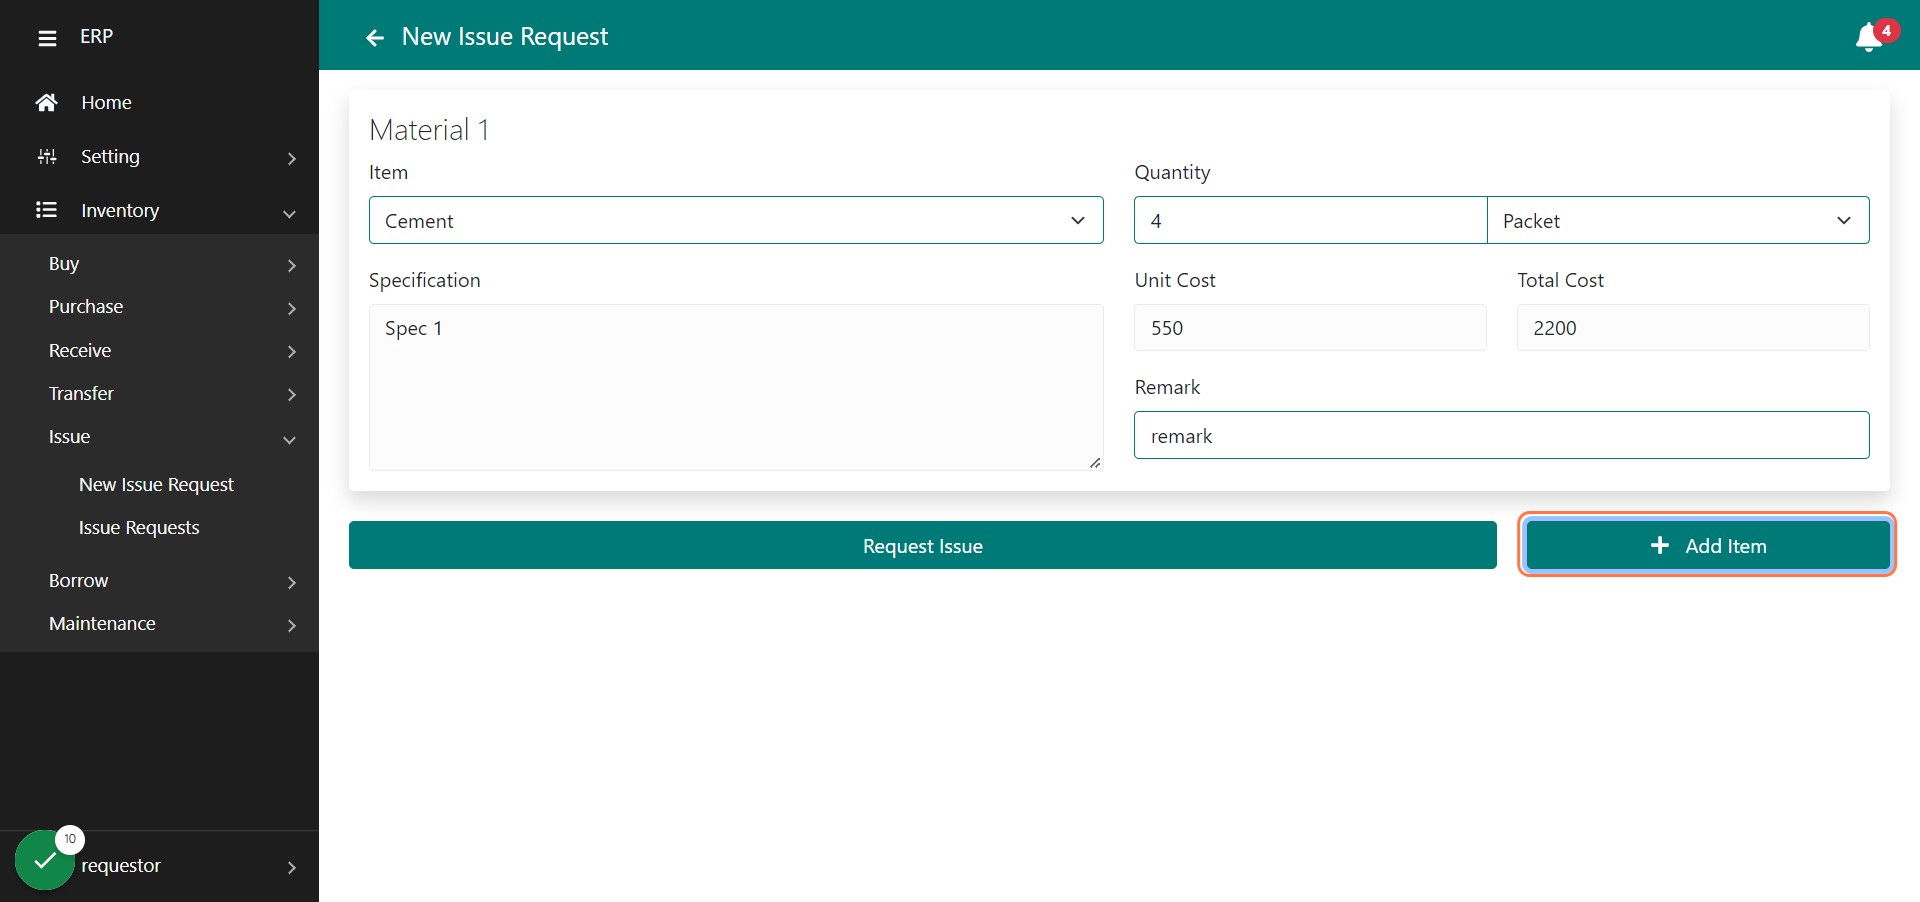 ERP
Home
Setting
Inventory
Buy
Purchase
Receive
Transfer
Issue
New Issue Request
Issue Requests
Borrow
Maintenance
10
requestor
New Issue Request
4
Material 1
Item
Quantity
Cement
4
Packet
Specification
Unit Cost
Total Cost
Spec 1
550
2200
Remark
remark
Request Issue
Add Item